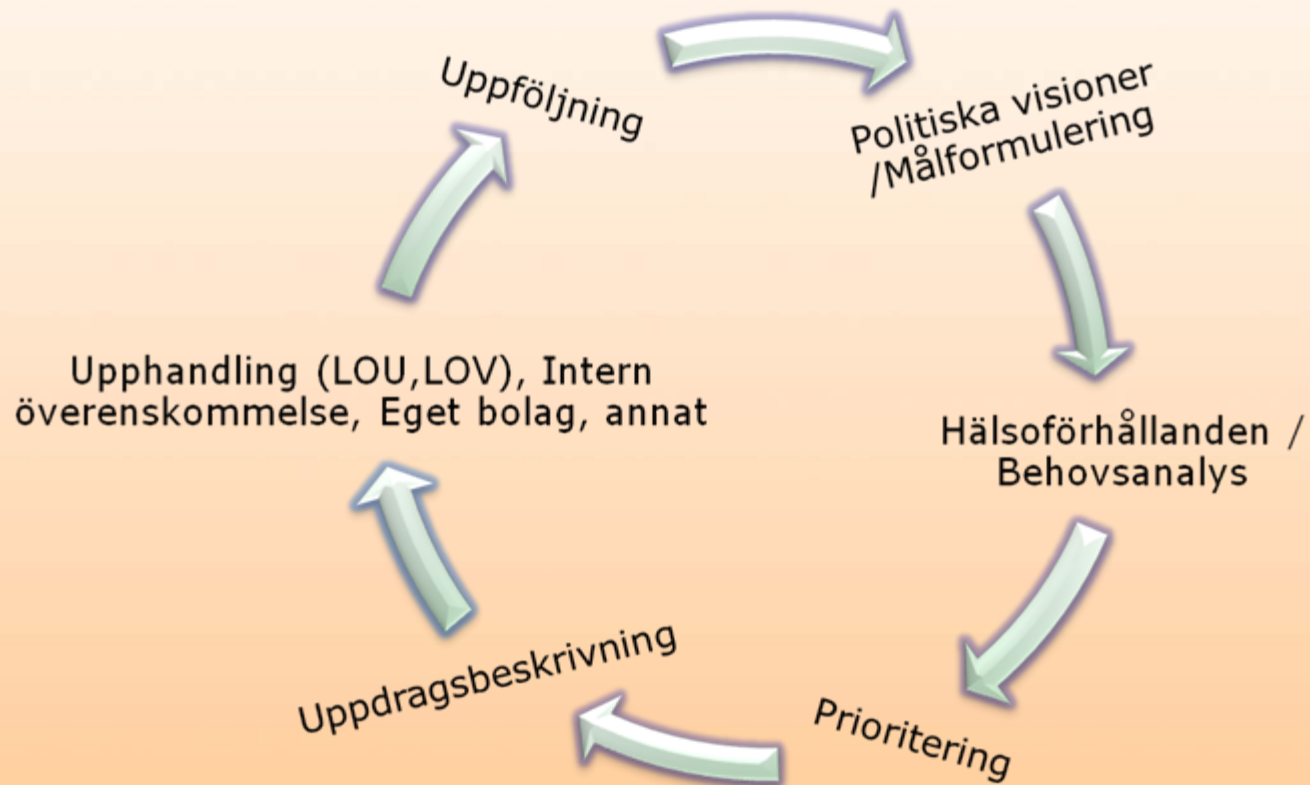 Uppföljning
Politiska visioner
/Målformulering
Upphandling (LOU,LOV), Intern
överenskommelse, Eget bolag, annat
Hälsoförhållanden /
Behovsanalys
Uppdragsbeskrivning
Prioritering